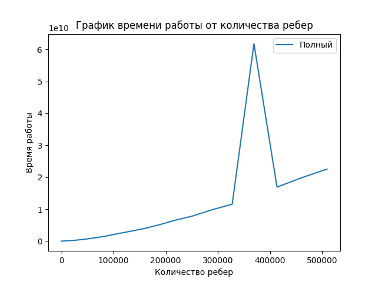 График времени работы от количества ребер
1e10
Полный
6
5
4
3
2
1
0
Время работы
0 100000 200000 300000 400000 500000
Количество ребер